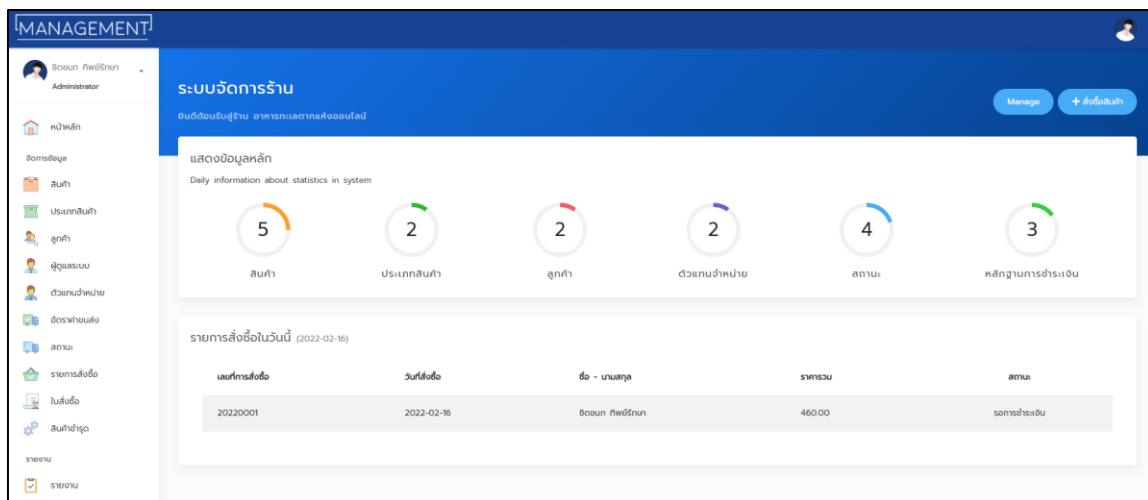 MANAGEMENT
ชิดชนก ทิพย์รักษา
Administrator
หน้าหลัก
จัดการข้อมูล
สินค้า
ประเภทสินค้า
ลูกค้า
ผู้ดูแลระบบ
ตัวแทนจำหน่าย
อัตราค่าขนส่ง
สถานะ
รายการสั่งซื้อ
ใบสั่งซื้อ
สินค้าชำรุด
รายงาน
รายงาน
ระบบจัดการร้าน
ยินดีต้อนรับสู่ร้าน อาหารทะเลตากแห้งออนไลน์
Manage + สั่งซื้อสินค้า
แสดงข้อมูลหลัก
Daily information about statistics in system
5 2 2 2 4 3
สินค้า ประเภทสินค้า ลูกค้า ตัวแทนจำหน่าย สถานะ หลักฐานการชำระเงิน
รายการสั่งซื้อในวันนี้ (2022-02-16)
เลขที่การสั่งซื้อ วันที่สั่งซื้อ ชื่อ - นามสกุล ราคารวม สถานะ
20220001 2022-02-16 ชิดชนก ทิพย์รักษา 460.00 รอการชำระเงิน